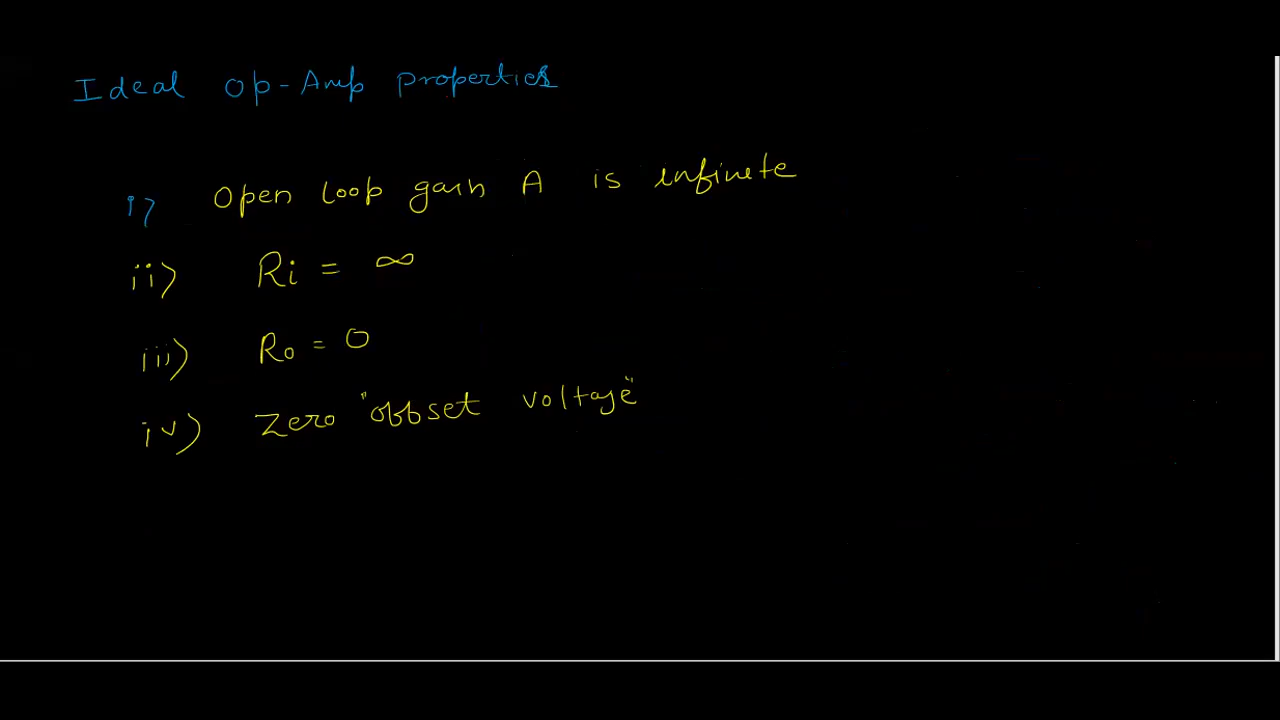 Ideal Op-Amp properties
i) Open loop gain A is infinite
ii) Ri = ∞
iii) Ro = 0
iv) Zero "offset voltage"